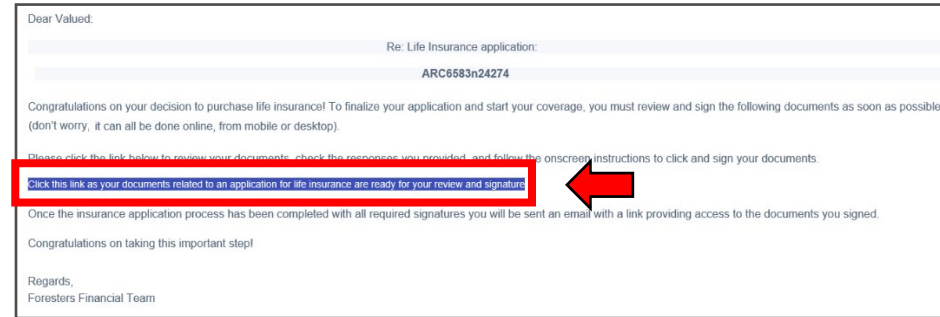 Dear Valued:
Re: Life Insurance application:
ARC6583n24274
Congratulations on your decision to purchase life insurance! To finalize your application and start your coverage, you must review and sign the following documents as soon as possible
(don't worry, it can all be done online, from mobile or desktop).
Please click the link below to review your documents, check the responses you provided, and follow the onscreen instructions to click and sign your documents.
Click this link as your documents related to an application for life insurance are ready for your review and signature
Once the insurance application process has been completed with all required signatures you will be sent an email with a link providing access to the documents you signed.
Congratulations on taking this important step!
Regards,
Foresters Financial Team